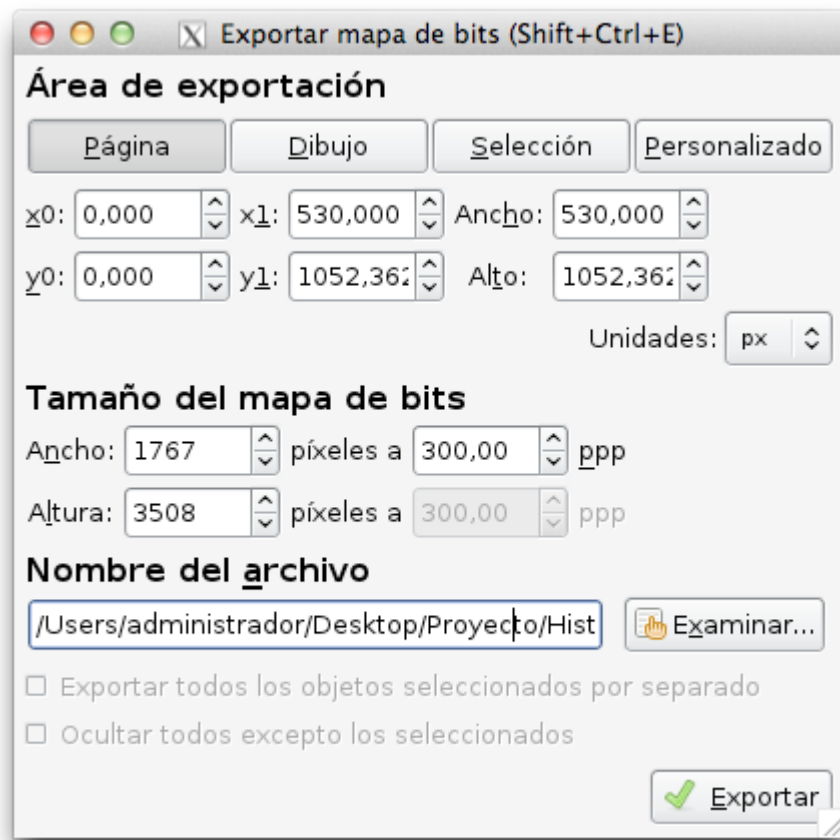 Exportar mapa de bits (Shift+Ctrl+E)
Área de exportación
Página Dibujo Selección Personalizado
x0: 0,000 x1: 530,000 Ancho: 530,000
y0: 0,000 y1: 1052,362 Alto: 1052,362
Unidades: px
Tamaño del mapa de bits
Ancho: 1767 píxeles a 300,00 ppp
Altura: 3508 píxeles a 300,00 ppp
Nombre del archivo
/Users/administrador/Desktop/Proyecto/Hist Examinar...
Exportar todos los objetos seleccionados por separado
Ocultar todos excepto los seleccionados
Exportar